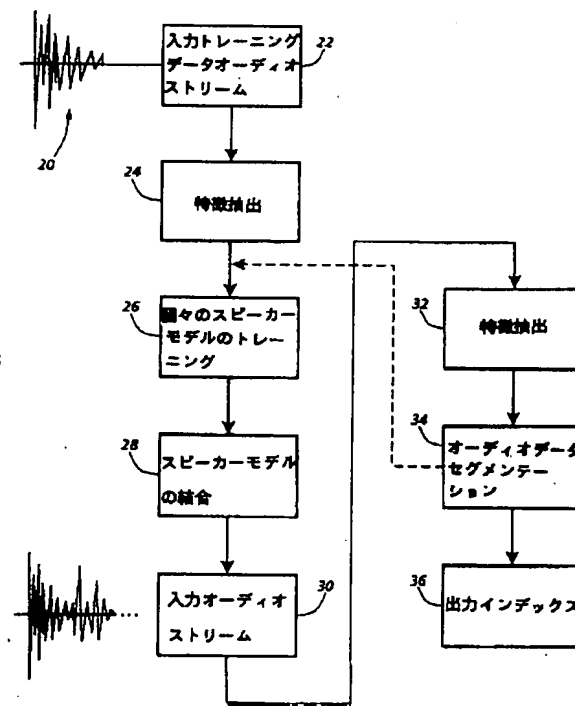 入力トレーニング
データオーディオ
ストリーム
22
20
24
特徴抽出
26
々のスピーカー
モデルのトレー
ニング
28
スピーカーモデル
の結合
入力オーディオ
ストリーム
30
32
特徴抽出
34
オーディオデータ
セグメンテー
ション
36
出力インデックス